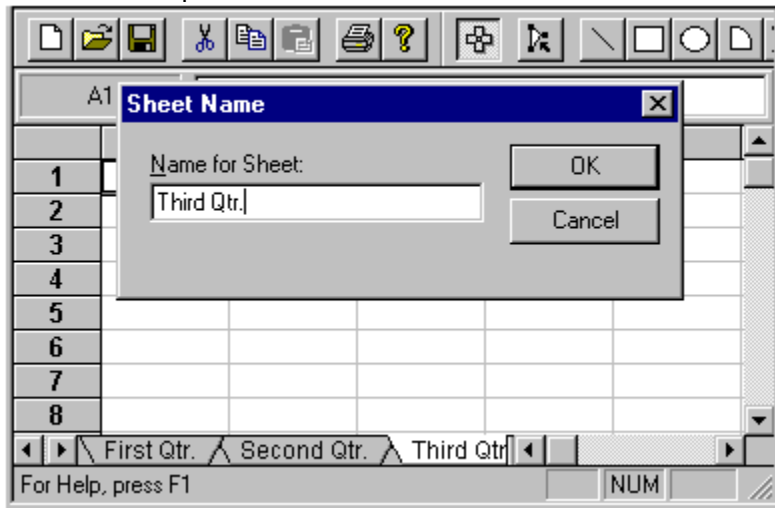 A1
Sheet Name
Name for Sheet:
OK
Third Qtr.
Cancel
1
2
3
4
5
6
7
8
First Qtr.
Second Qtr.
Third Qtr
For Help, press F1
NUM